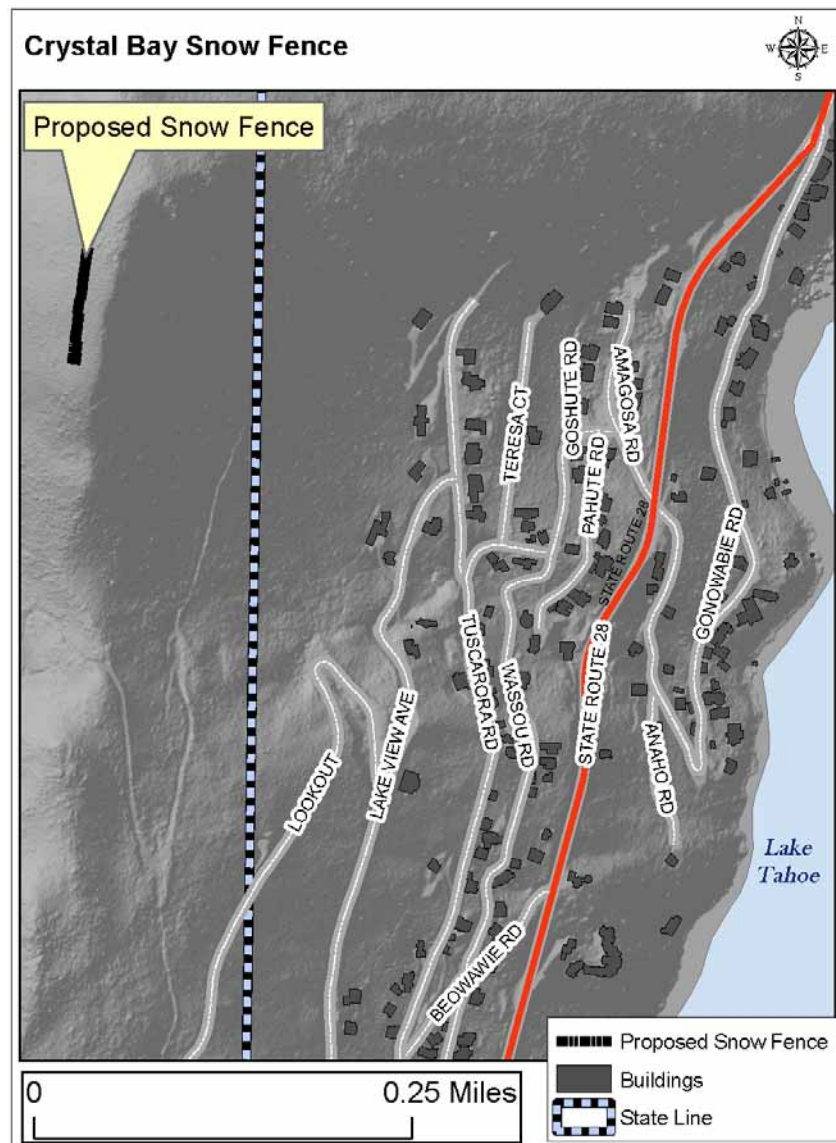 Crystal Bay Snow Fence
N
W E
S
Proposed Snow Fence
GOSHUTE RD
AMAGOSA RD
TERESA CT
PAHUTE RD
STATE ROUTE 28
GONOWABIE RD
TUSCARORA RD
WASSOU RD
STATE ROUTE 28
LAKE VIEW AVE
LOOKOUT
ANAHO RD
Lake
Tahoe
BEOWAWIE RD
Proposed Snow Fence
Buildings
State Line
0 0.25 Miles